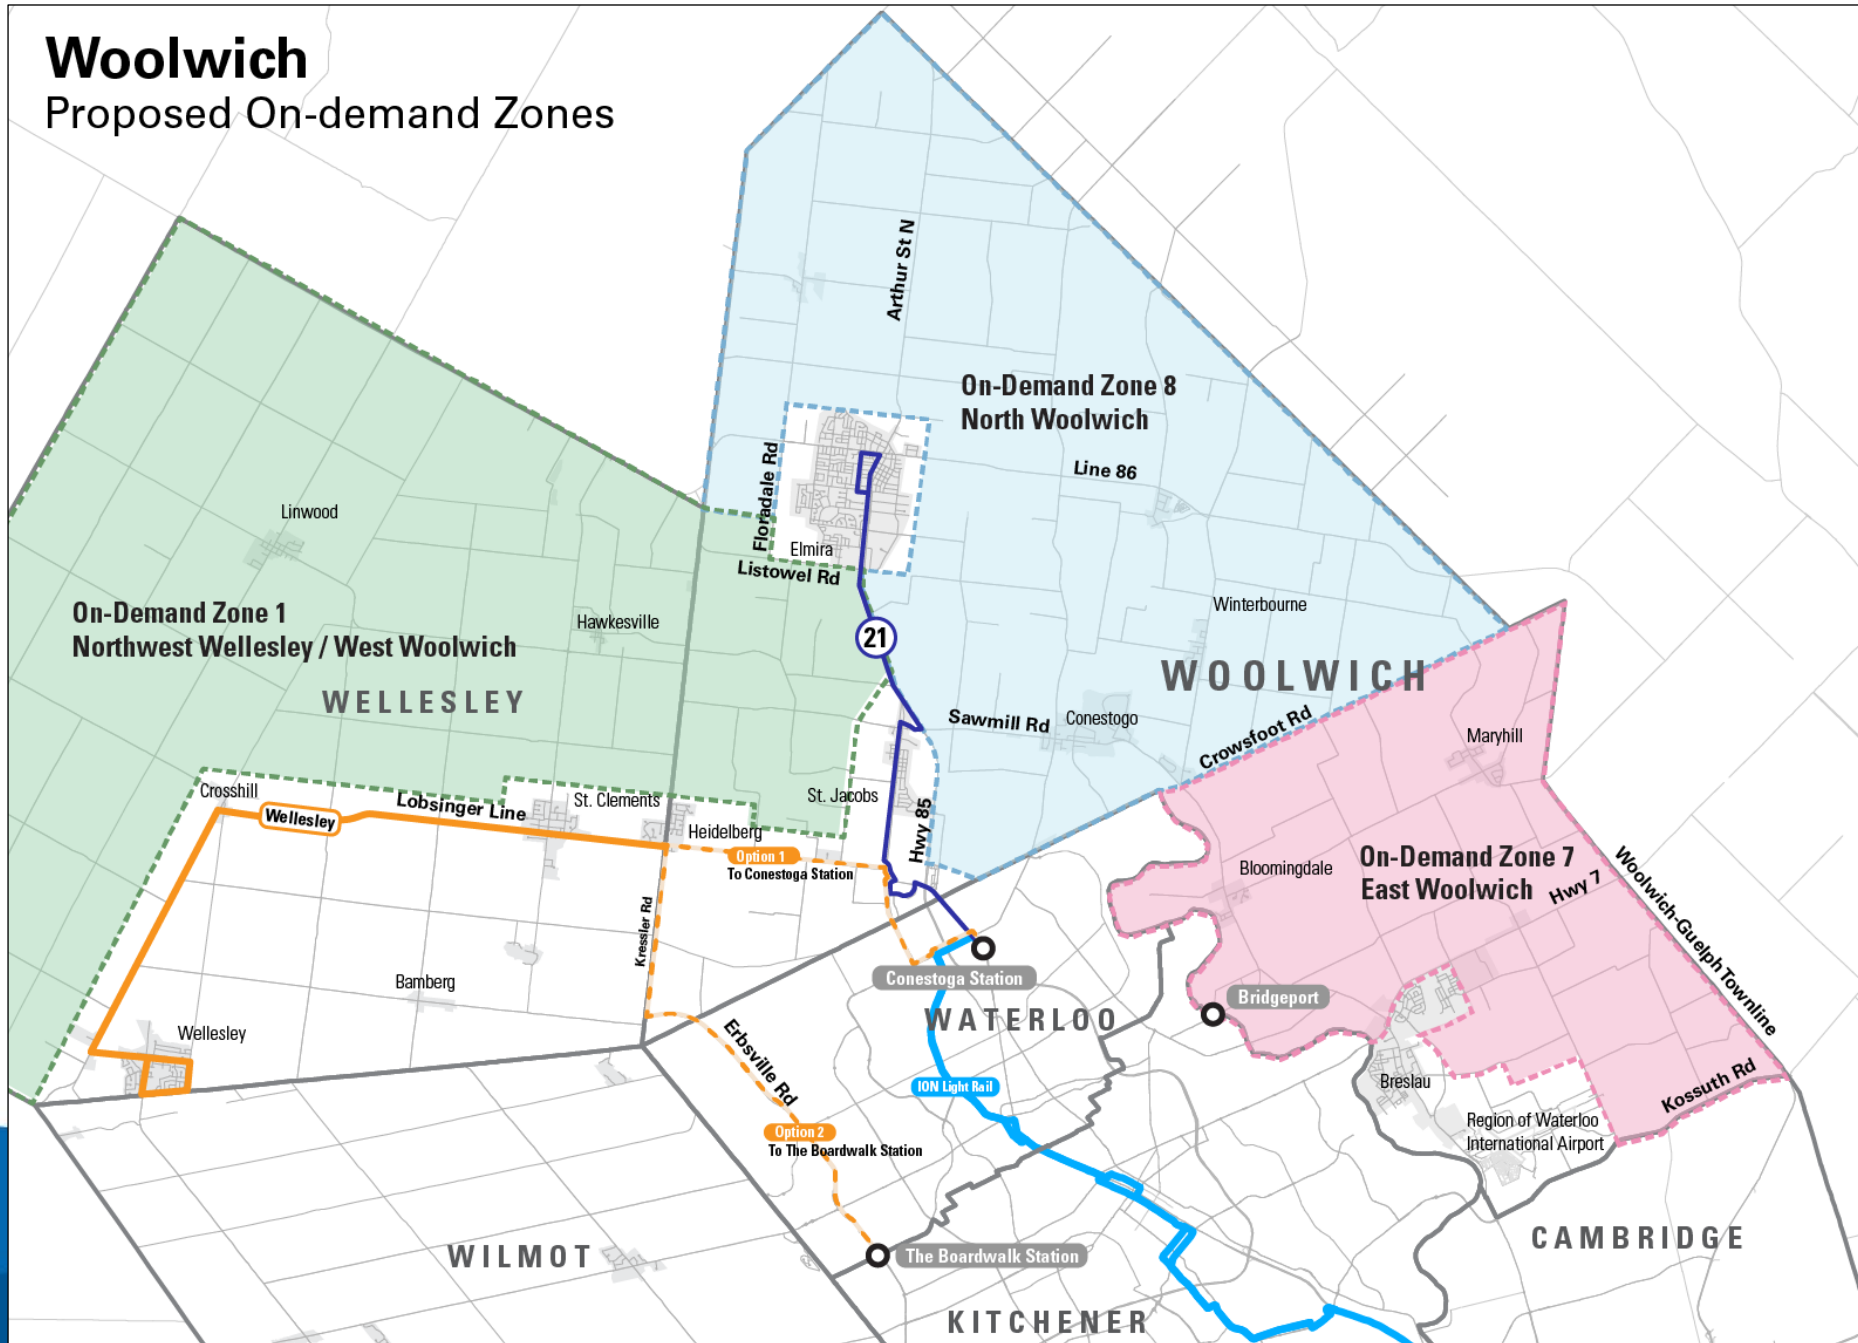 Woolwich
Proposed On-demand Zones
Arthur St N
On-Demand Zone 8
North Woolwich
Floradale Rd
Line 86
Linwood
Elmira
Listowel Rd
On-Demand Zone 1
Northwest Wellesley / West Woolwich
Hawkesville
21
Winterbourne
WELLESLEY
WOOLWICH
Sawmill Rd
Conestogo
Crowsfoot Rd
Maryhill
Crosshill
Wellesley
Lobsinger Line
St. Clements
Heidelberg
St. Jacobs
Hwy 85
Option 1
To Conestoga Station
Bloomingdale
On-Demand Zone 7
East Woolwich
Hwy 7
Woolwich-Guelph Townline
Kressler Rd
Bamberg
Conestoga Station
Bridgeport
WATERLOO
Wellesley
Erbsville Rd
ION Light Rail
Breslau
Kossuth Rd
Region of Waterloo
International Airport
Option 2
To The Boardwalk Station
WILMOT
The Boardwalk Station
CAMBRIDGE
KITCHENER